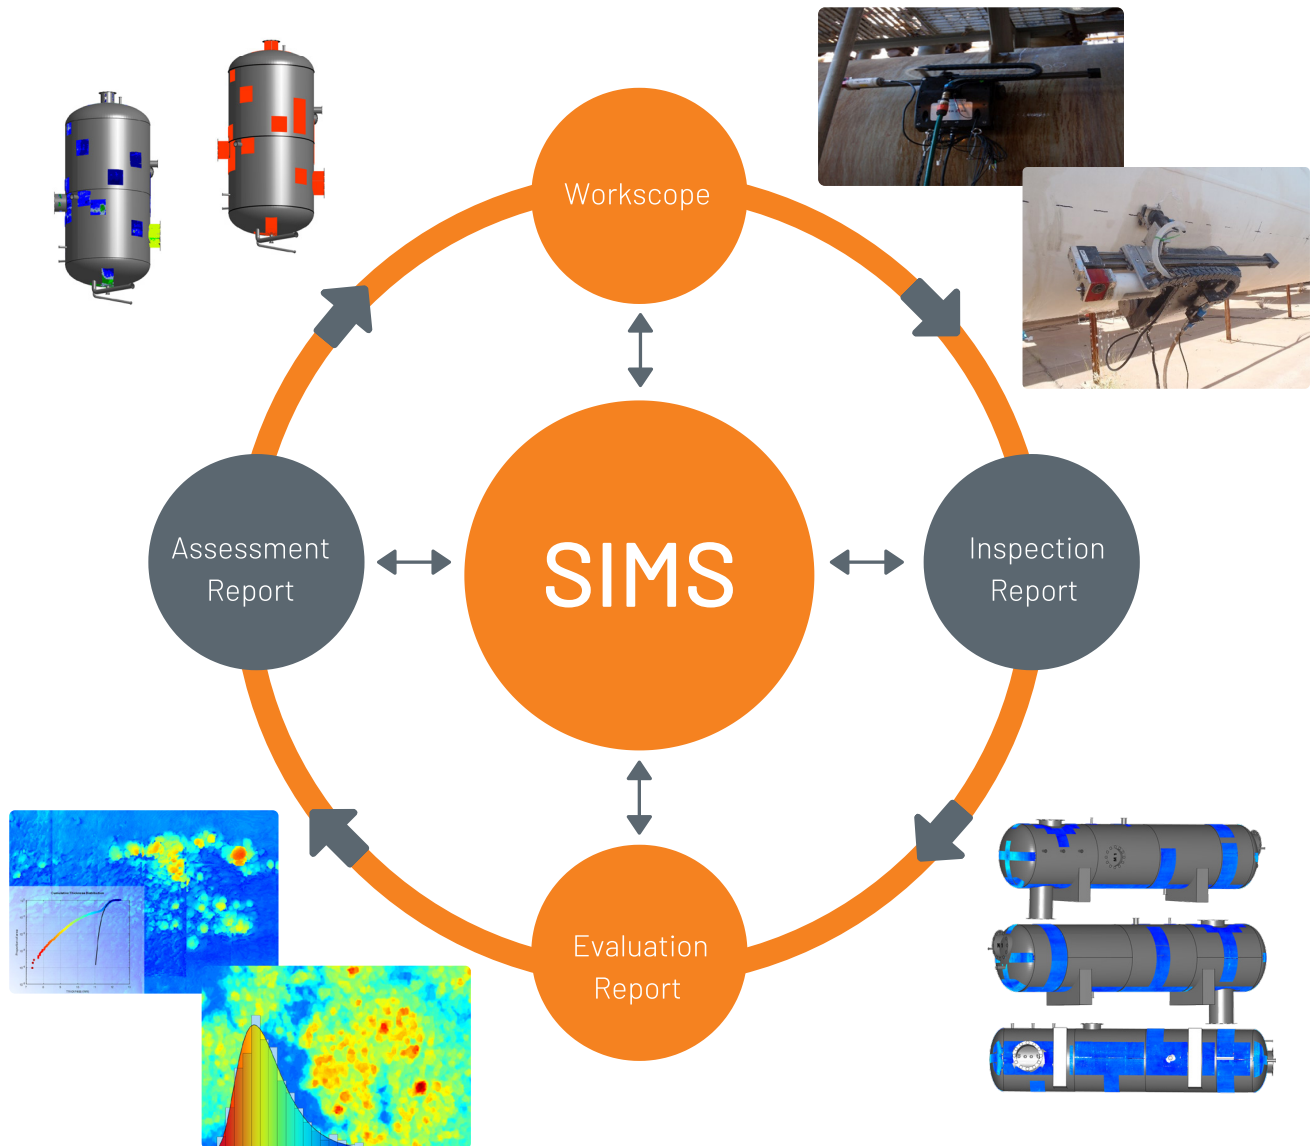 Workscope
Assessment
Report
SIMS
Inspection
Report
Evaluation
Report